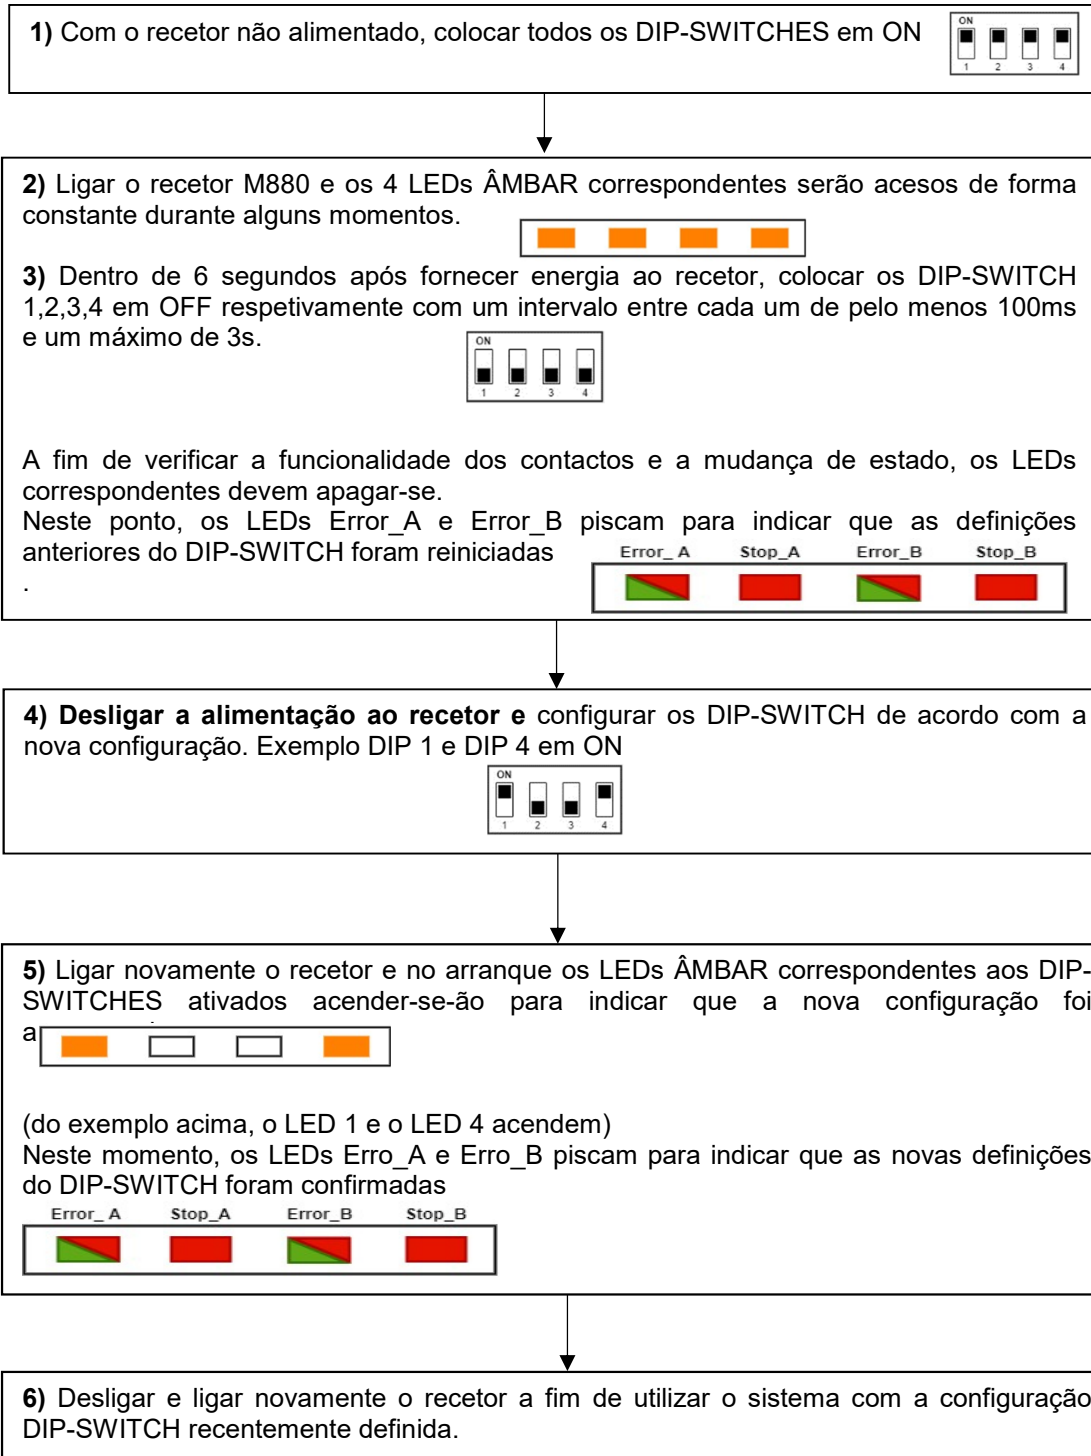 1) Com o recetor não alimentado, colocar todos os DIP-SWITCHES em ON
ON
1 2 3 4
2) Ligar o recetor M880 e os 4 LEDs ÂMBAR correspondentes serão acesos de forma
constante durante alguns momentos.
3) Dentro de 6 segundos após fornecer energia ao recetor, colocar os DIP-SWITCH
1,2,3,4 em OFF respetivamente com um intervalo entre cada um de pelo menos 100ms
e um máximo de 3s.
ON
1 2 3 4
A fim de verificar a funcionalidade dos contactos e a mudança de estado, os LEDs
correspondentes devem apagar-se.
Neste ponto, os LEDs Error_A e Error_B piscam para indicar que as definições
anteriores do DIP-SWITCH foram reiniciadas
.
Error_ A Stop_A Error_B Stop_B
4) Desligar a alimentação ao recetor e configurar os DIP-SWITCH de acordo com a
nova configuração. Exemplo DIP 1 e DIP 4 em ON
ON
1 2 3 4
5) Ligar novamente o recetor e no arranque os LEDs ÂMBAR correspondentes aos DIP-
SWITCHES ativados acender-se-ão para indicar que a nova configuração foi
a
(do exemplo acima, o LED 1 e o LED 4 acendem)
Neste momento, os LEDs Erro_A e Erro_B piscam para indicar que as novas definições
do DIP-SWITCH foram confirmadas
Error_ A Stop_A Error_B Stop_B
6) Desligar e ligar novamente o recetor a fim de utilizar o sistema com a configuração
DIP-SWITCH recentemente definida.